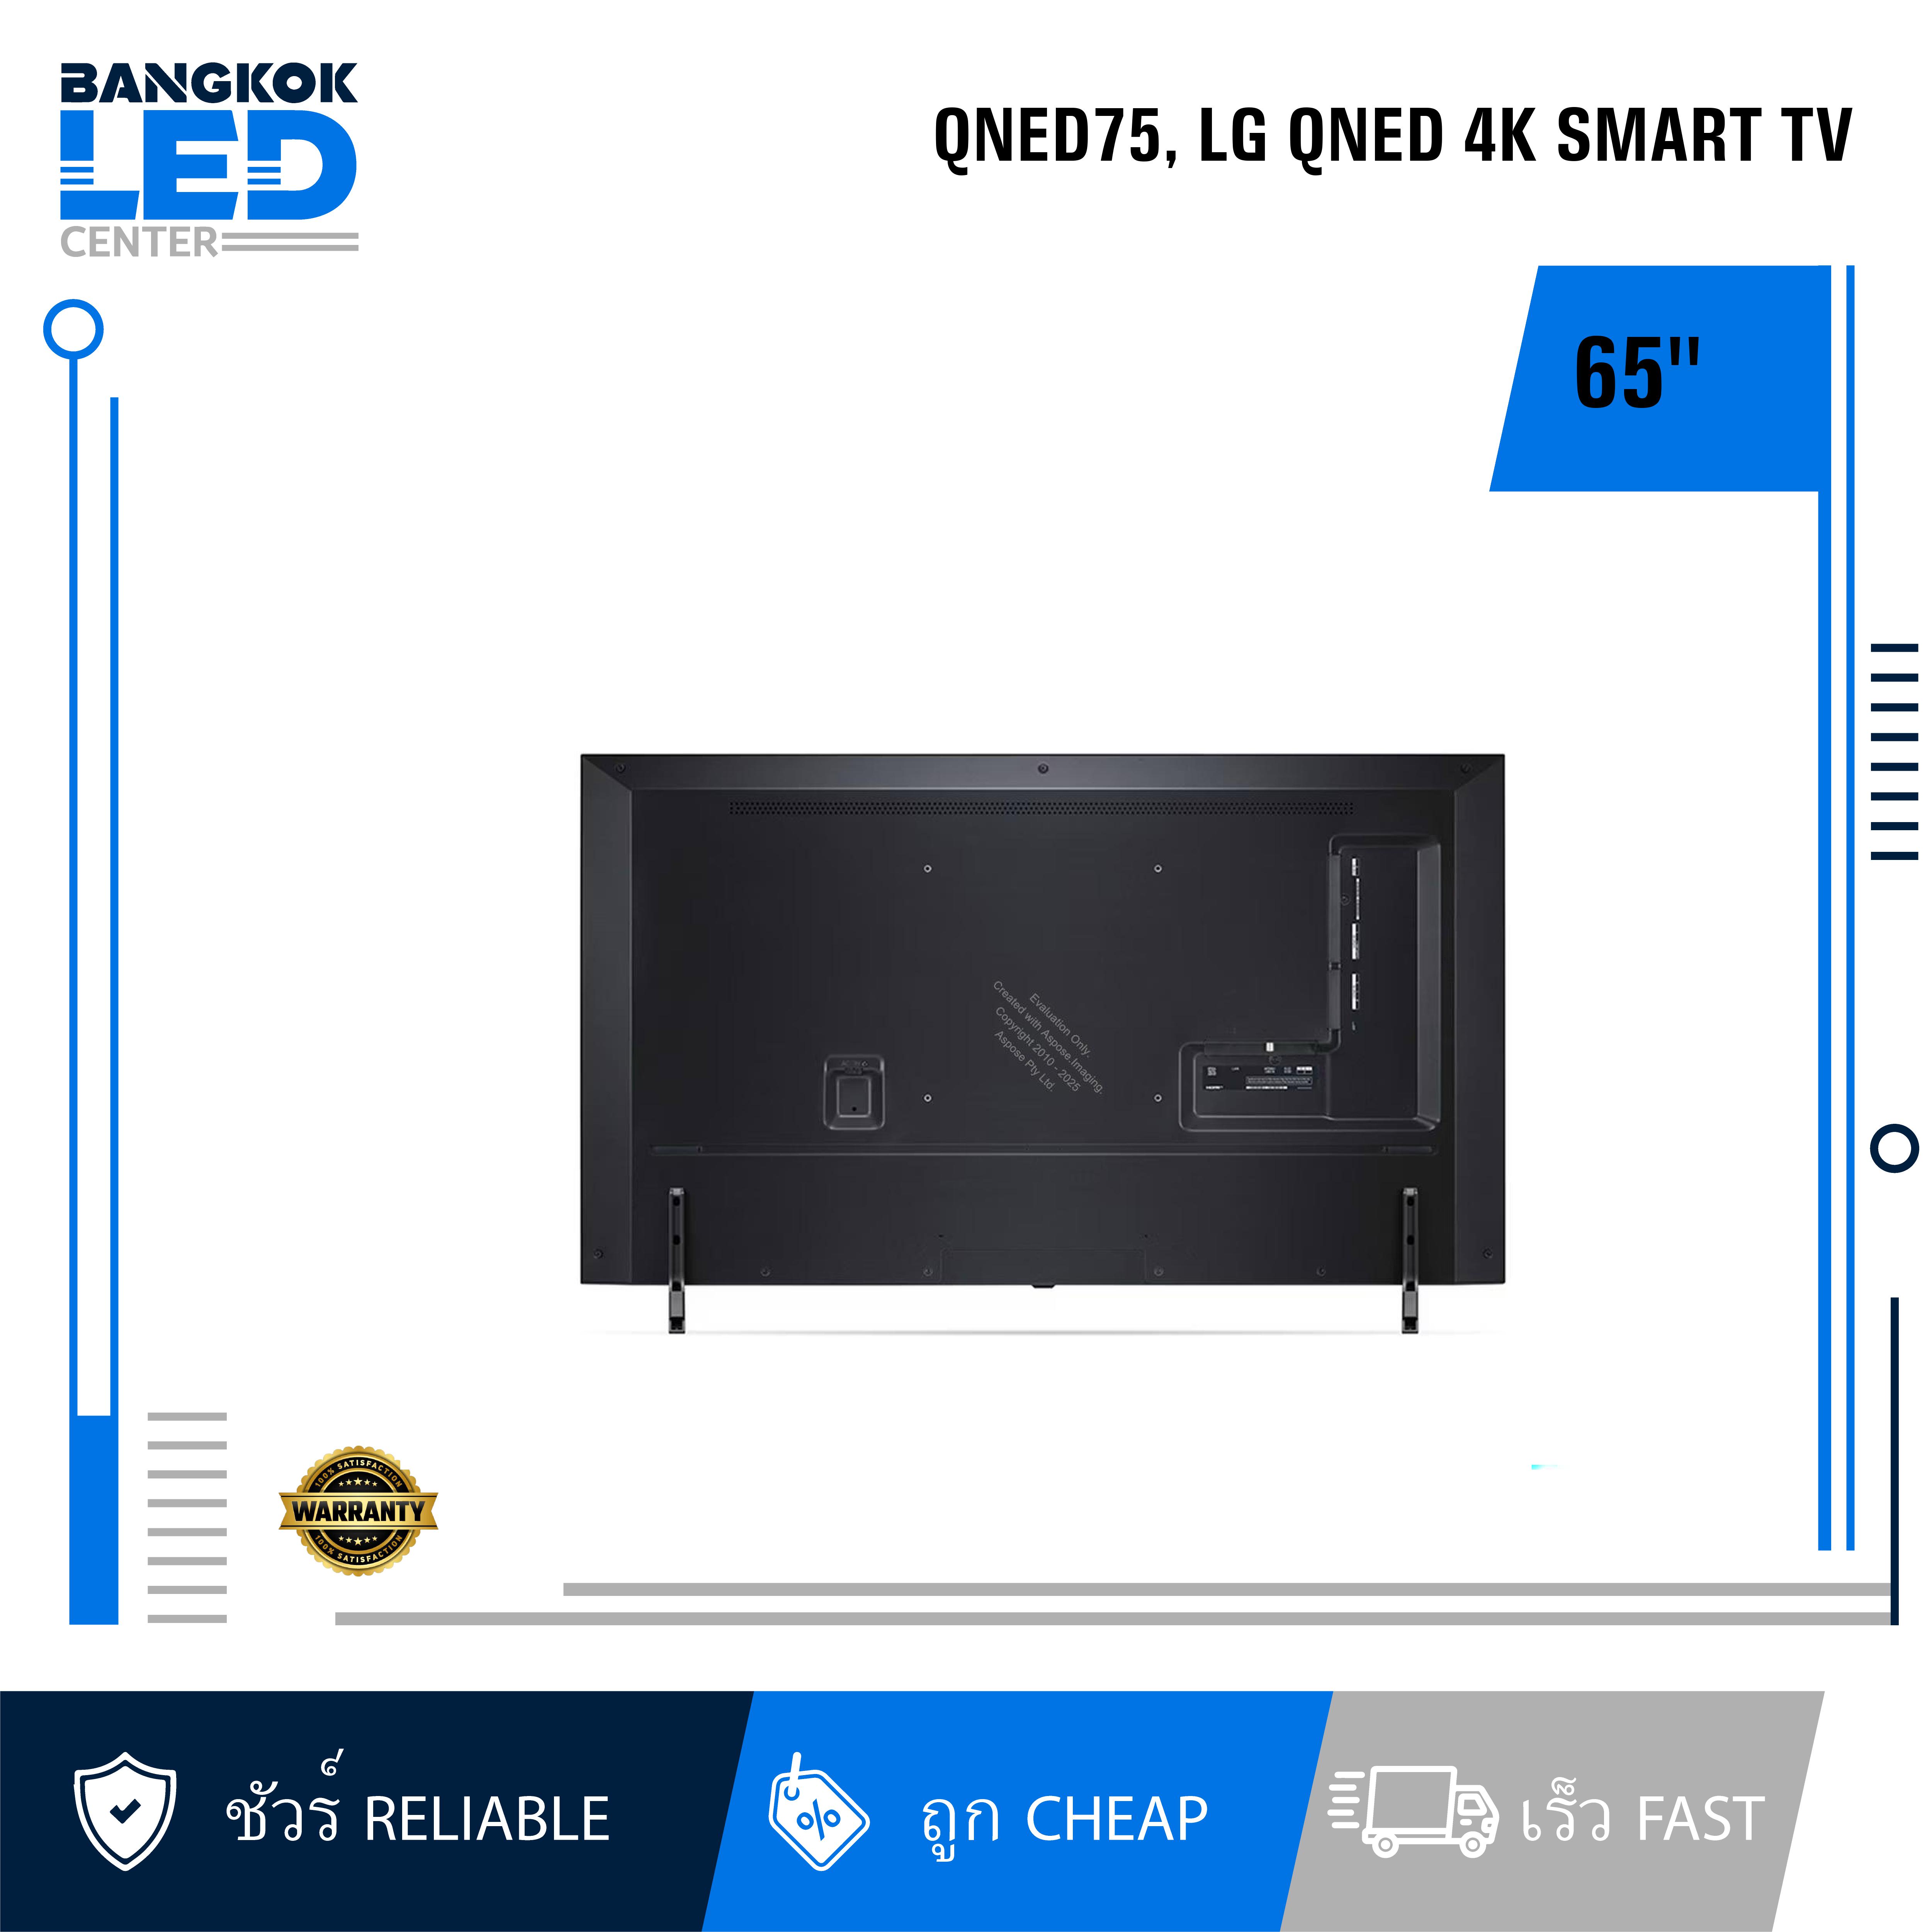 BANGKOK
LED
CENTER
QNED75, LG QNED 4K SMART TV
65"
Evaluation Only.
Created with Aspose.Imaging.
Copyright 2010 - 2025
Aspose Pty Ltd.
100% SATISFACTION
WARRANTY
100% SATISFACTION
ชัวร์ RELIABLE
% ถูก CHEAP
เร็ว FAST